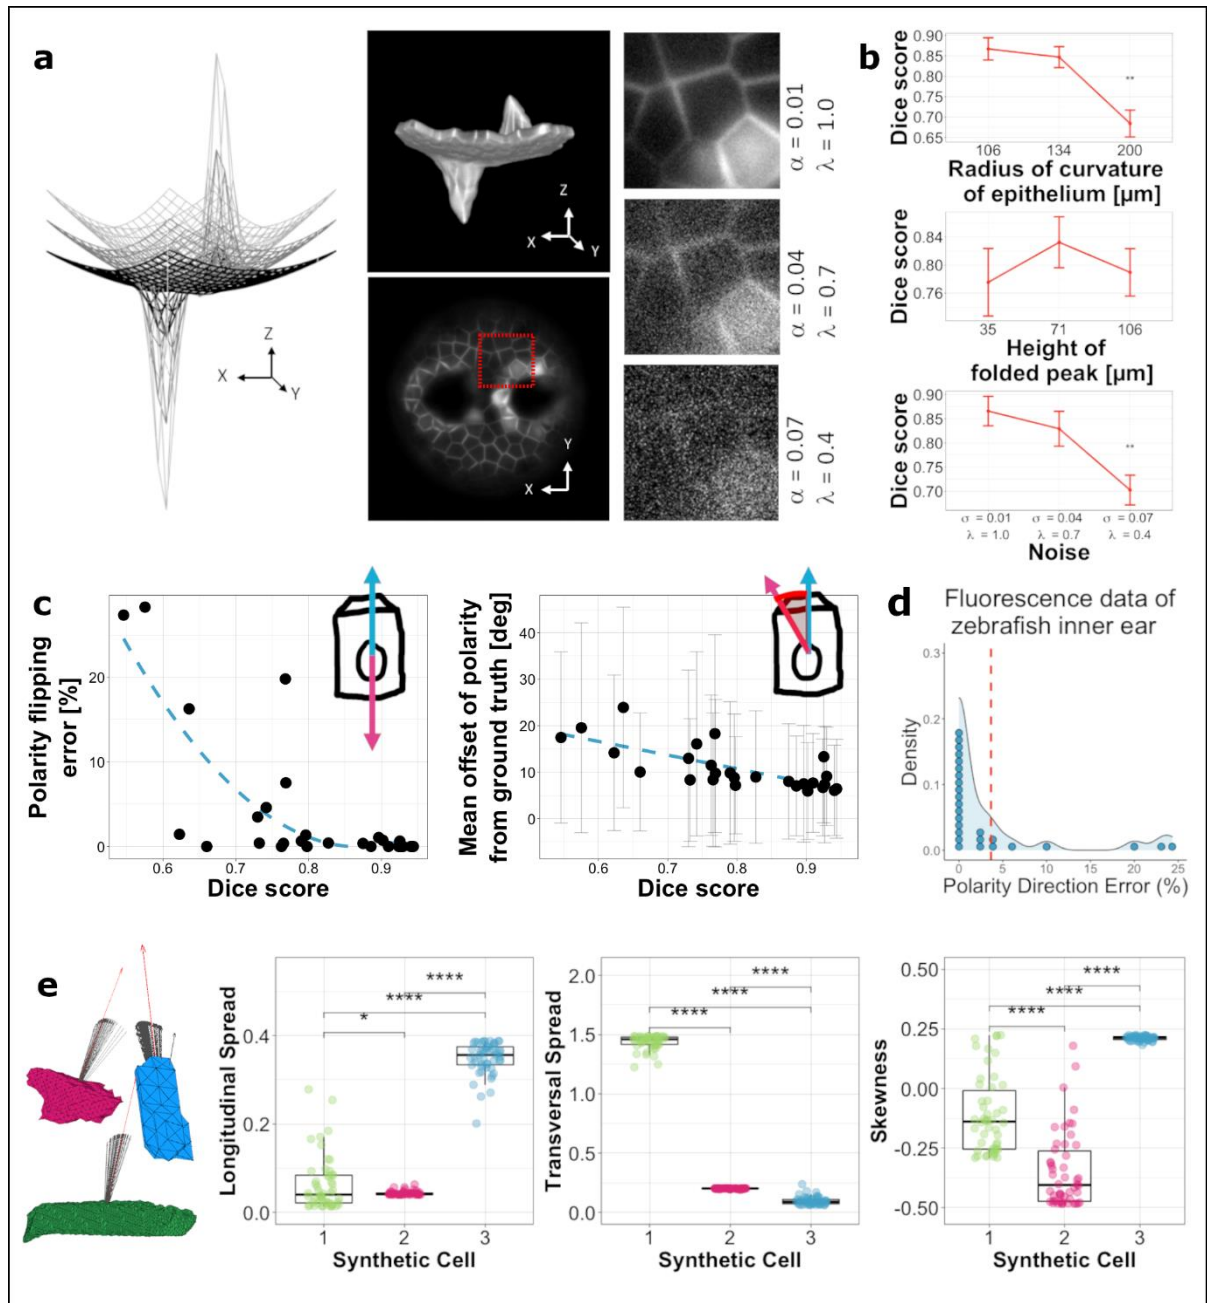 a
Z
X
Y
Z
X
Y
Y
X
α = 0.01
λ = 1.0
α = 0.04
λ = 0.7
α = 0.07
λ = 0.4
b
Dice score
0.90
0.85
0.80
0.75
0.70
0.65
**
106
134
200
Radius of curvature
of epithelium [µm]
Dice score
0.84
0.80
0.76
35
71
106
Height of
folded peak [µm]
Dice score
0.90
0.85
0.80
0.70
**
σ = 0.01
λ = 1.0
σ = 0.04
λ = 0.7
σ = 0.07
λ = 0.4
Noise
c
Polarity flipping
error [%]
20
10
0
0.6
0.7
0.8
0.9
Dice score
Mean offset of polarity
from ground truth [deg]
40
30
20
10
0
0.6
0.7
0.8
0.9
Dice score
d
Fluorescence data of
zebrafish inner ear
Density
0.3
0.2
0.1
0.0
0
5
10
15
20
25
Polarity Direction Error (%)
e
Longitudinal Spread
0.4
0.2
0.0
****
****
*
1
2
3
Synthetic Cell
Transversal Spread
2.0
1.5
1.0
0.5
0.0
****
****
****
1
2
3
Synthetic Cell
Skewness
0.50
0.25
0.00
-0.25
-0.50
****
****
****
1
2
3
Synthetic Cell